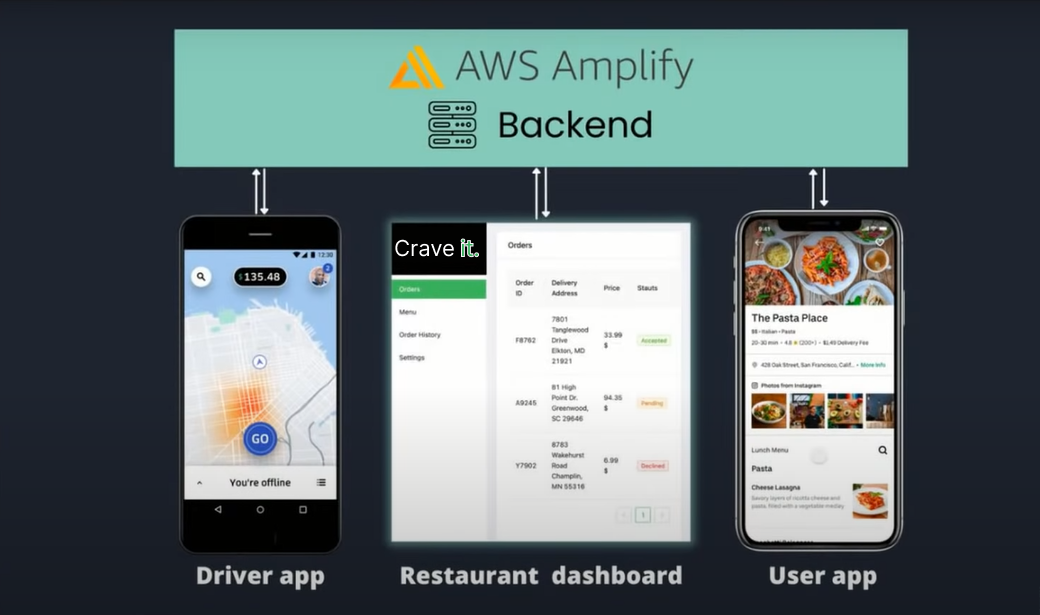 AWS Amplify
Backend
12:30
$135.48
2
GO
You're offline
Driver app
Crave it.
Orders
Menu
Order History
Settings
Orders
Order ID
Delivery Address
Price
Stauts
F8762
7801
Tanglewood
Drive
Elkton, MD
21921
33.99
$
Accepted
A9245
81 High
Point Dr.
Greenwood,
SC 29646
94.35
$
Pending
Y7902
8783
Wakehurst
Road
Champlin,
MN 55316
6.99
$
Declined
< 1 >
Restaurant dashboard
9:41
The Pasta Place
$$ • Italian • Pasta
20-30 min • 4.6 ★ (200+) • $1.49 Delivery Fee
428 Oak Street, San Francisco, Calif... • More Info
Photos from Instagram
Lunch Menu
Pasta
Cheese Lasagna
Savory layers of ricotta cheese and
pasta, filled with a vegetable medley.
User app